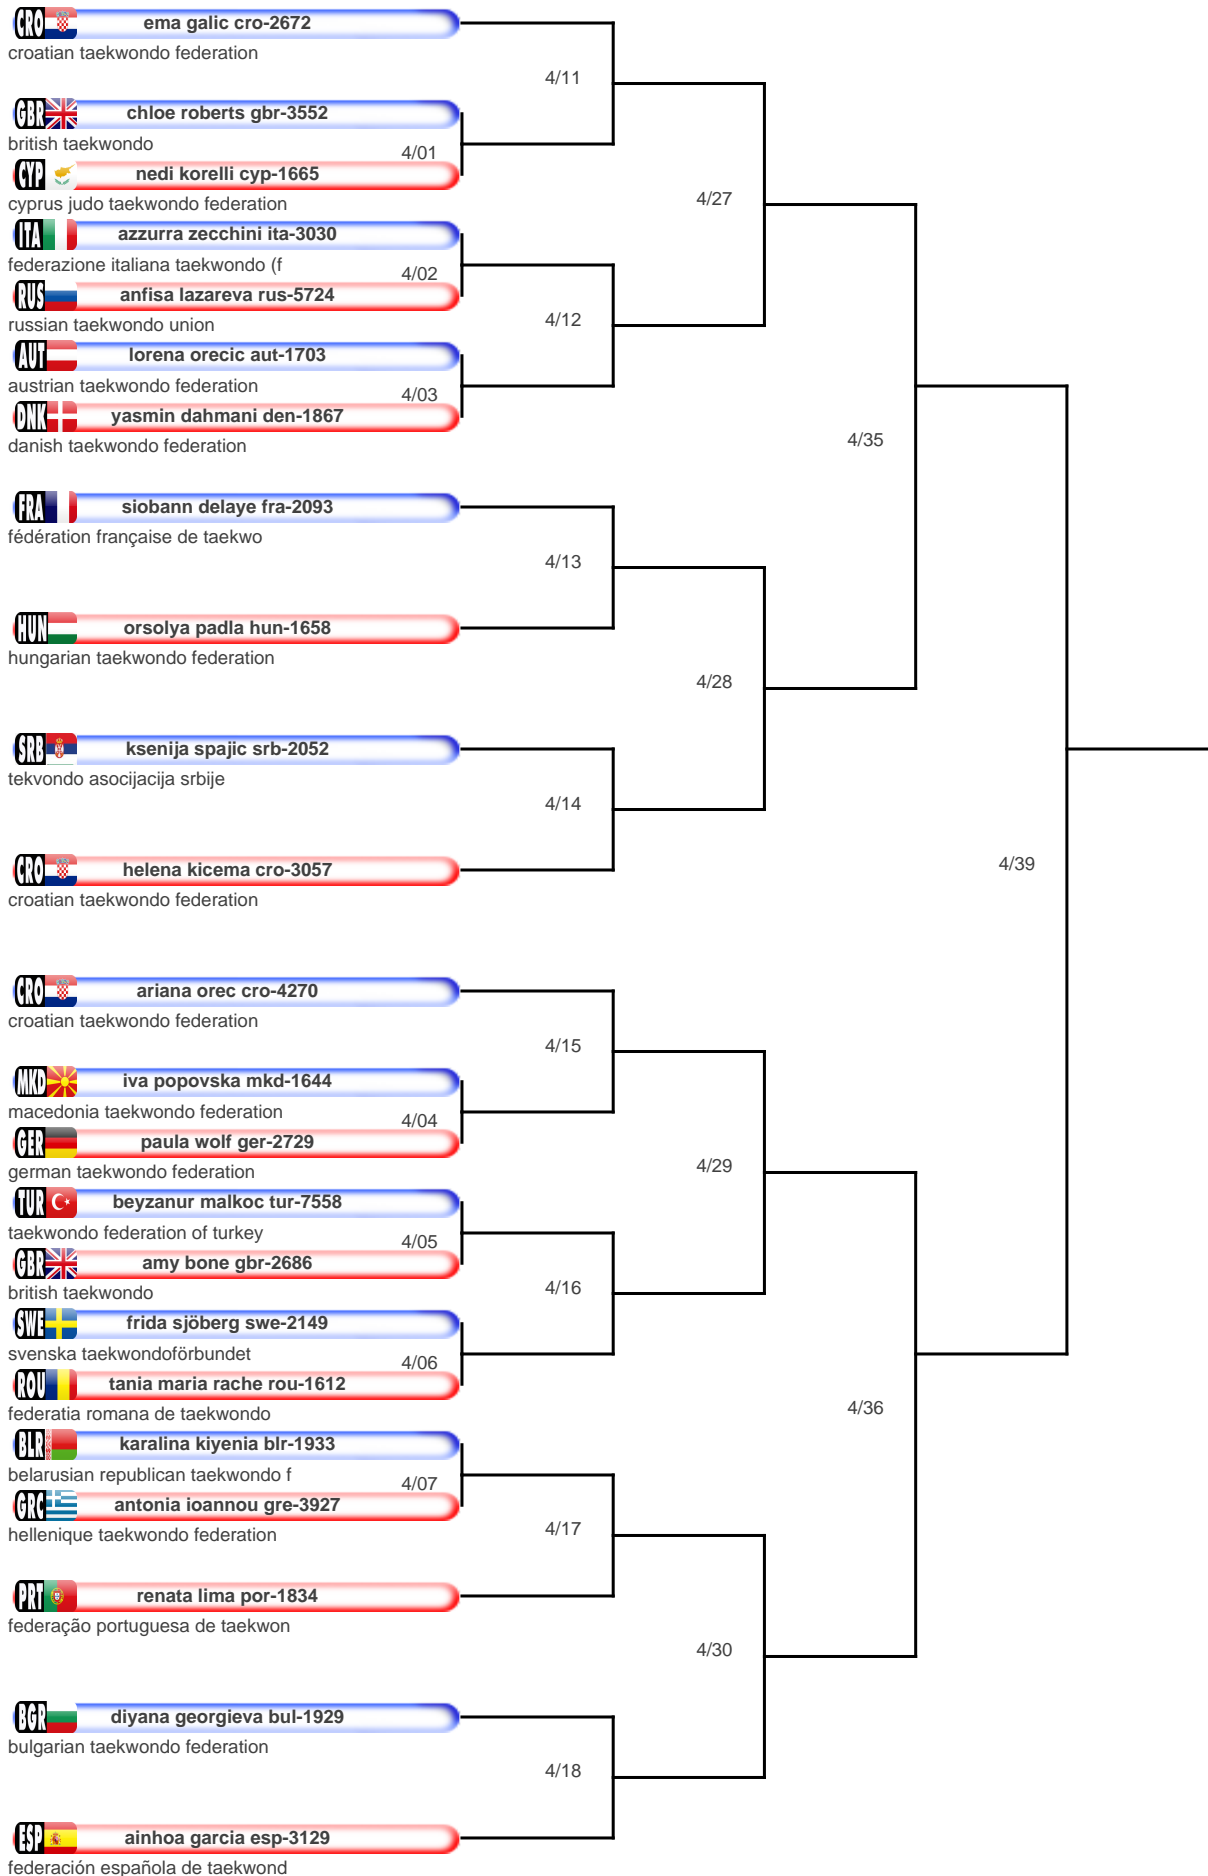 CRO ema galic cro-2672
croatian taekwondo federation
4/11
GBR chloe roberts gbr-3552
british taekwondo
4/01
CYP nedi korelli cyp-1665
cyprus judo taekwondo federation
4/27
ITA azzurra zecchini ita-3030
federazione italiana taekwondo (f
4/02
RUS anfisa lazareva rus-5724
russian taekwondo union
4/12
AUT lorena orecic aut-1703
austrian taekwondo federation
4/03
DNK yasmin dahmani den-1867
danish taekwondo federation
4/35
FRA siobann delaye fra-2093
fédération française de taekwo
4/13
HUN orsolya padla hun-1658
hungarian taekwondo federation
4/28
SRB ksenija spajic srb-2052
tekvondo asocijacija srbije
4/14
CRO helena kicema cro-3057
croatian taekwondo federation
4/39
CRO ariana orec cro-4270
croatian taekwondo federation
4/15
MKD iva popovska mkd-1644
macedonia taekwondo federation
4/04
GER paula wolf ger-2729
german taekwondo federation
4/29
TUR beyzanur malkoc tur-7558
taekwondo federation of turkey
4/05
GBR amy bone gbr-2686
british taekwondo
4/16
SWE frida sjöberg swe-2149
svenska taekwondoförbundet
4/06
ROU tania maria rache rou-1612
federatia romana de taekwondo
4/36
BLR karalina kiyenia blr-1933
belarusian republican taekwondo f
4/07
GRC antonia ioannou gre-3927
hellenique taekwondo federation
4/17
PRT renata lima por-1834
federação portuguesa de taekwon
4/30
BGR diyana georgieva bul-1929
bulgarian taekwondo federation
4/18
ESP ainhoa garcia esp-3129
federación española de taekwond